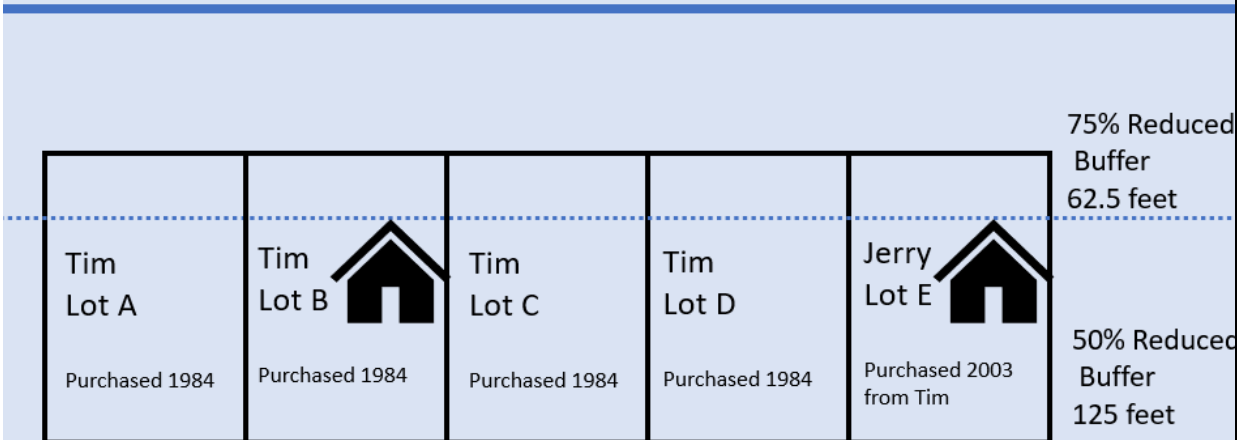 75% Reduced
Buffer
62.5 feet
Tim
Lot A
Purchased 1984
Tim
Lot B
Purchased 1984
Tim
Lot C
Purchased 1984
Tim
Lot D
Purchased 1984
Jerry
Lot E
Purchased 2003
from Tim
50% Reduced
Buffer
125 feet